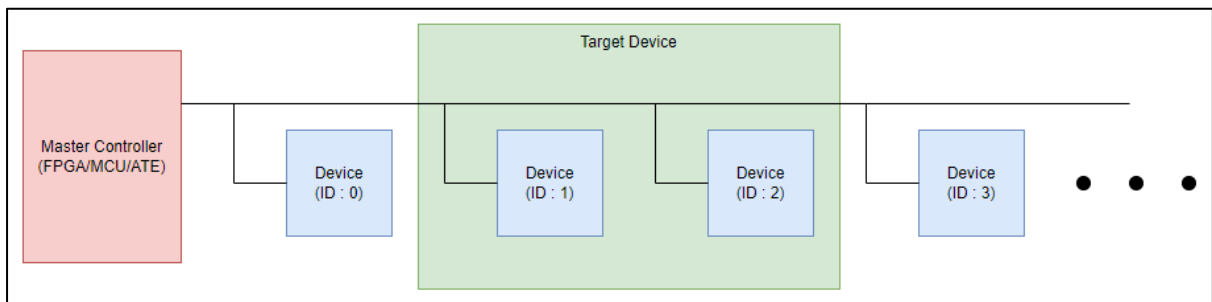 Target Device
Master Controller
(FPGA/MCU/ATE)
Device
(ID : 0)
Device
(ID : 1)
Device
(ID : 2)
Device
(ID : 3)